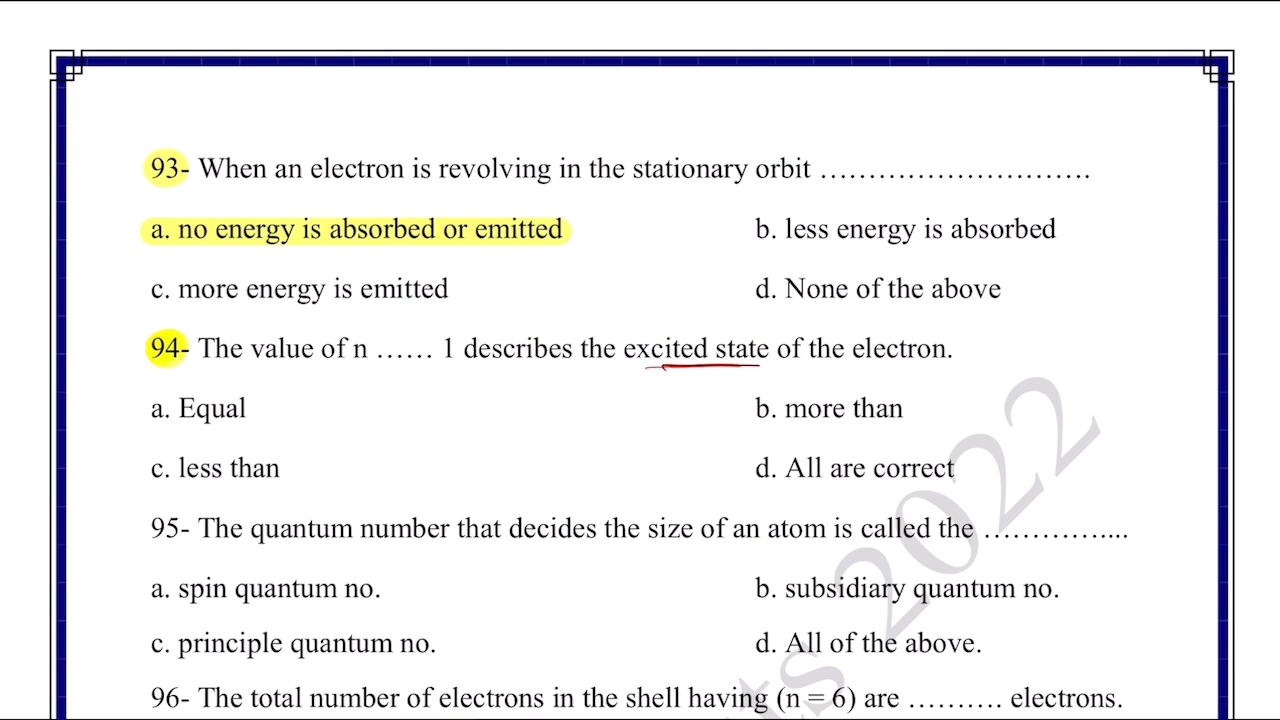 93- When an electron is revolving in the stationary orbit ……………………….
a. no energy is absorbed or emitted b. less energy is absorbed
c. more energy is emitted d. None of the above
94- The value of n …… 1 describes the excited state of the electron.
a. Equal b. more than
c. less than d. All are correct
95- The quantum number that decides the size of an atom is called the …………....
a. spin quantum no. b. subsidiary quantum no.
c. principle quantum no. d. All of the above.
96- The total number of electrons in the shell having (n = 6) are ………. electrons.
2022